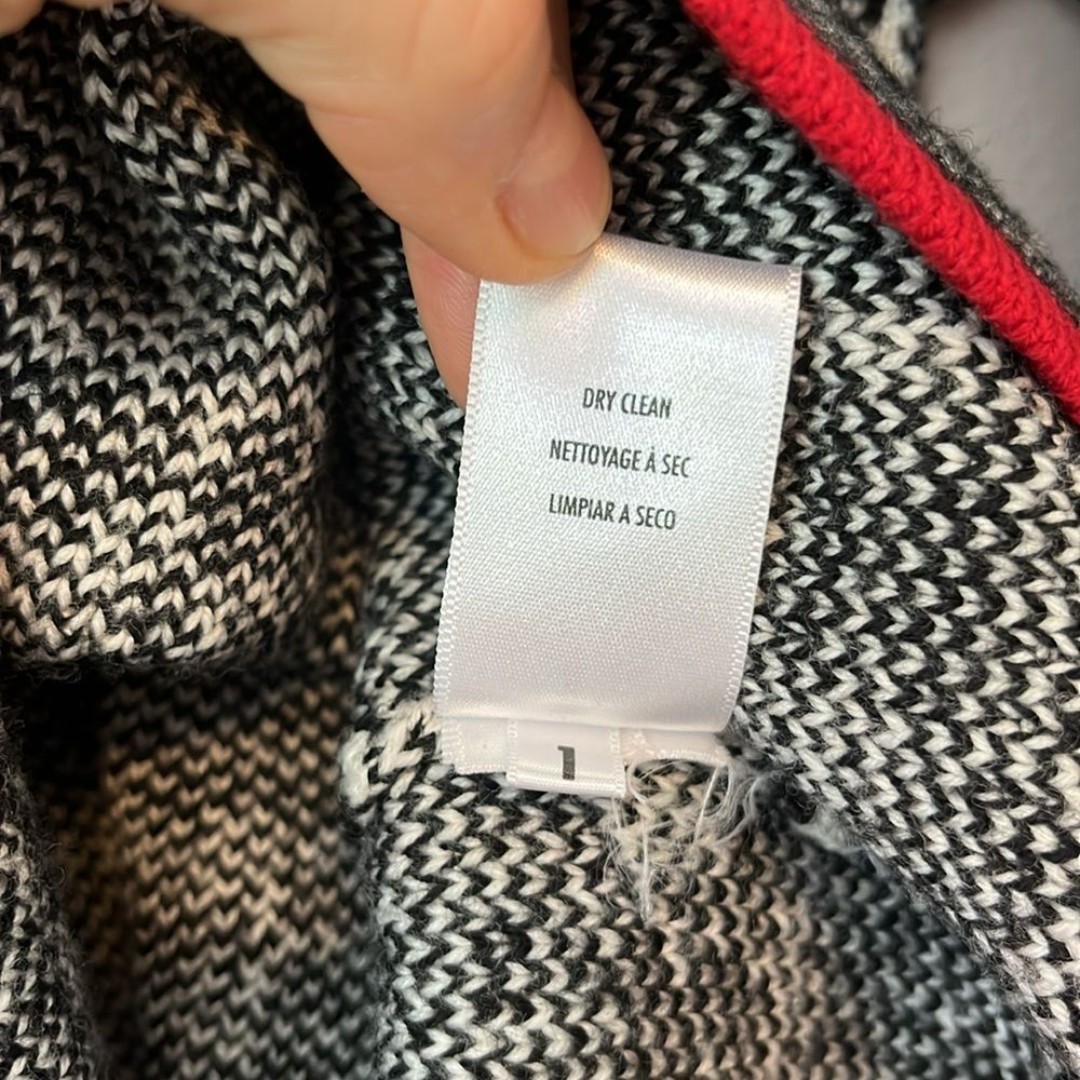 DRY CLEAN
NETTOYAGE À SEC
LIMPIAR A SECO
1